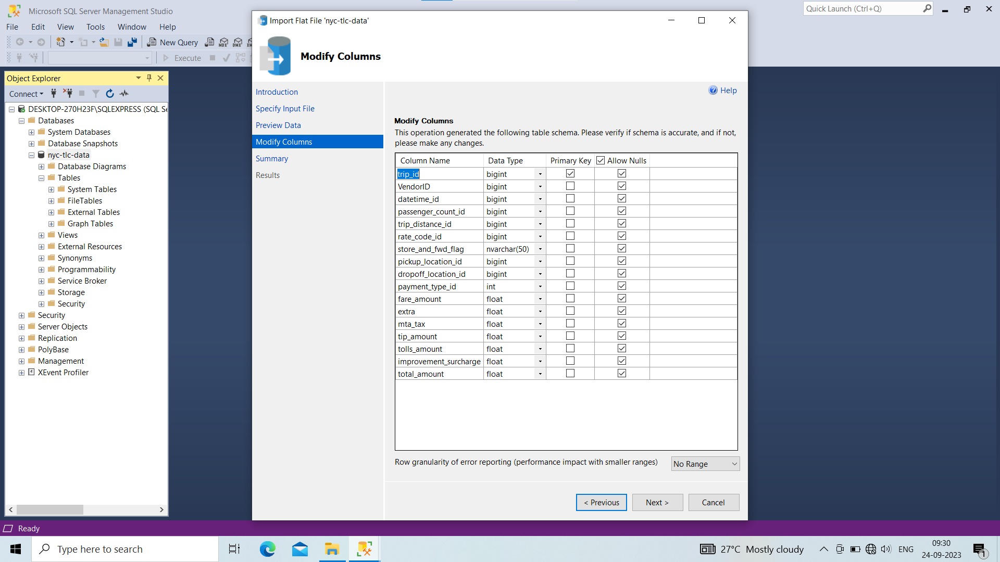 Microsoft SQL Server Management Studio
Quick Launch (Ctrl+Q)
File Edit View Tools Window Help
New Query
MDX DMX
Execute
Object Explorer
Connect
DESKTOP-270H23F\SQLEXPRESS (SQL Se
Databases
System Databases
Database Snapshots
nyc-tlc-data
Database Diagrams
Tables
System Tables
FileTables
External Tables
Graph Tables
Views
External Resources
Synonyms
Programmability
Service Broker
Storage
Security
Security
Server Objects
Replication
PolyBase
Management
XEvent Profiler
Import Flat File 'nyc-tlc-data'
Modify Columns
Introduction
Specify Input File
Preview Data
Modify Columns
Summary
Results
Help
Modify Columns
This operation generated the following table schema. Please verify if schema is accurate, and if not,
please make any changes.
Column Name Data Type Primary Key Allow Nulls
trip_id bigint
VendorID bigint
datetime_id bigint
passenger_count_id bigint
trip_distance_id bigint
rate_code_id bigint
store_and_fwd_flag nvarchar(50)
pickup_location_id bigint
dropoff_location_id bigint
payment_type_id int
fare_amount float
extra float
mta_tax float
tip_amount float
tolls_amount float
improvement_surcharge float
total_amount float
Row granularity of error reporting (performance impact with smaller ranges) No Range
< Previous Next > Cancel
Ready
Type here to search
27°C Mostly cloudy
ENG
09:30
24-09-2023
1